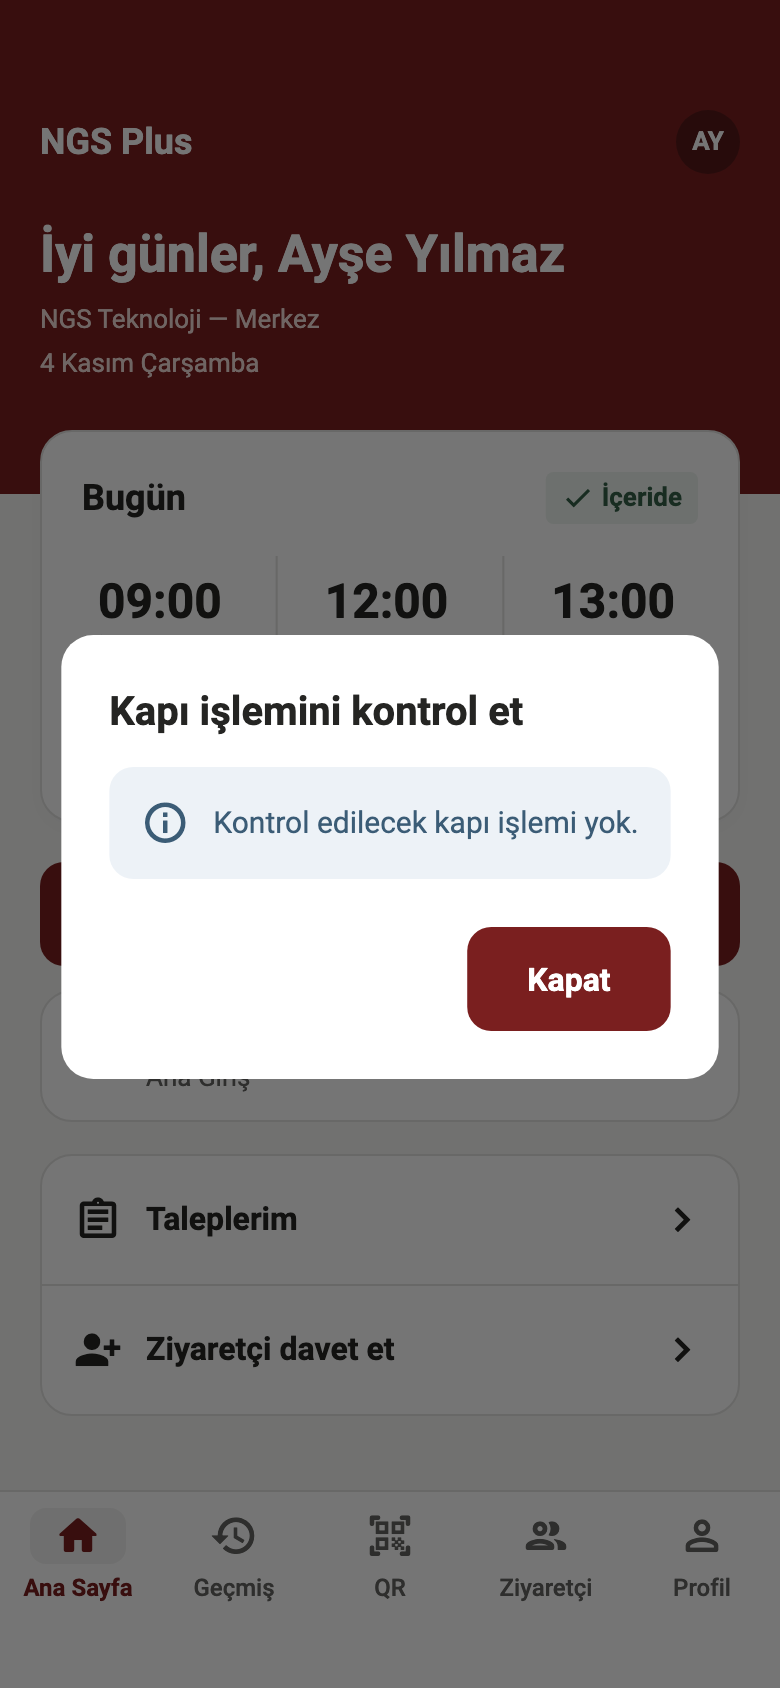 NGS Plus
AY
İyi günler, Ayşe Yılmaz
NGS Teknoloji — Merkez
4 Kasım Çarşamba
Bugün
İçeride
09:00
12:00
13:00
Kapı işlemini kontrol et
Kontrol edilecek kapı işlemi yok.
Kapat
Ana Giriş
Taleplerim
Ziyaretçi davet et
Ana Sayfa
Geçmiş
QR
Ziyaretçi
Profil